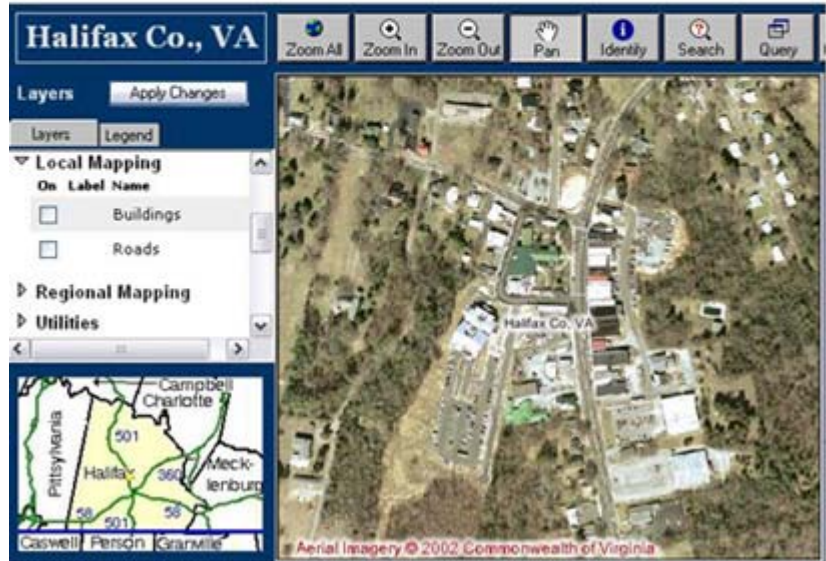 Halifax Co., VA
Zoom All
Zoom In
Zoom Out
Pan
Identify
Search
Query
Layers
Apply Changes
Layers
Legend
Local Mapping
On Label Name
Buildings
Roads
Regional Mapping
Utilities
Halifax Co, VA
Campbell
Charlotte
Pittsylvania
501
Halifax
360
Meck-
lenburg
58
501
58
Caswell
Person
Granville
Aerial Imagery © 2002 Commonwealth of Virginia